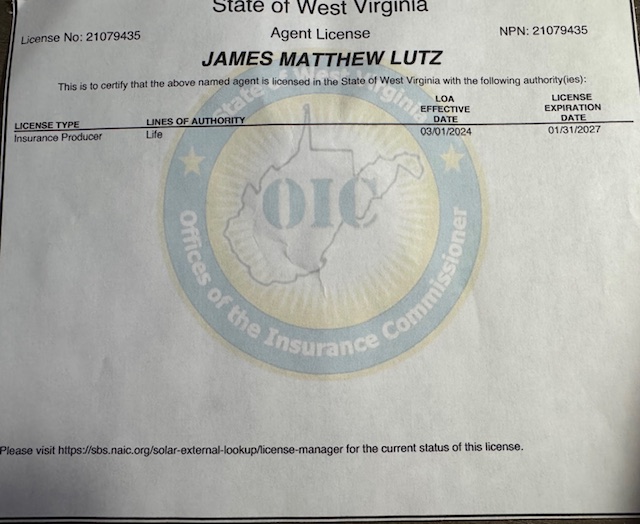 State of West Virginia
License No: 21079435 Agent License NPN: 21079435
JAMES MATTHEW LUTZ
This is to certify that the above named agent is licensed in the State of West Virginia with the following authority(ies):
LICENSE TYPE LINES OF AUTHORITY LOA EFFECTIVE DATE LICENSE EXPIRATION DATE
Insurance Producer Life 03/01/2024 01/31/2027
State of West Virginia
OIC
Offices of the Insurance Commissioner
Please visit https://sbs.naic.org/solar-external-lookup/license-manager for the current status of this license.